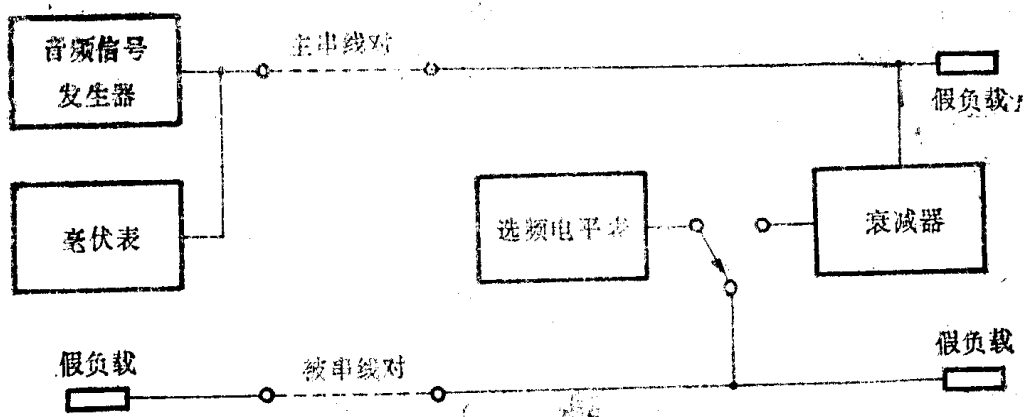 音频信号
发生器
主串线对
假负载
毫伏表
选频电平表
衰减器
假负载
被串线对
假负载